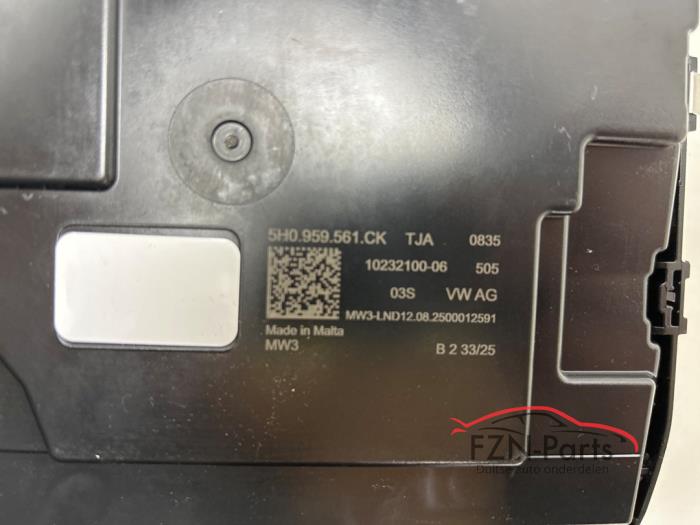 5H0.959.561.CK TJA 0835
10232100-06 505
03S VW AG
MW3-LND12.08.2500012591
Made in Malta
MW3 B 2 33/25
FZN-Parts
Duitse auto onderdelen